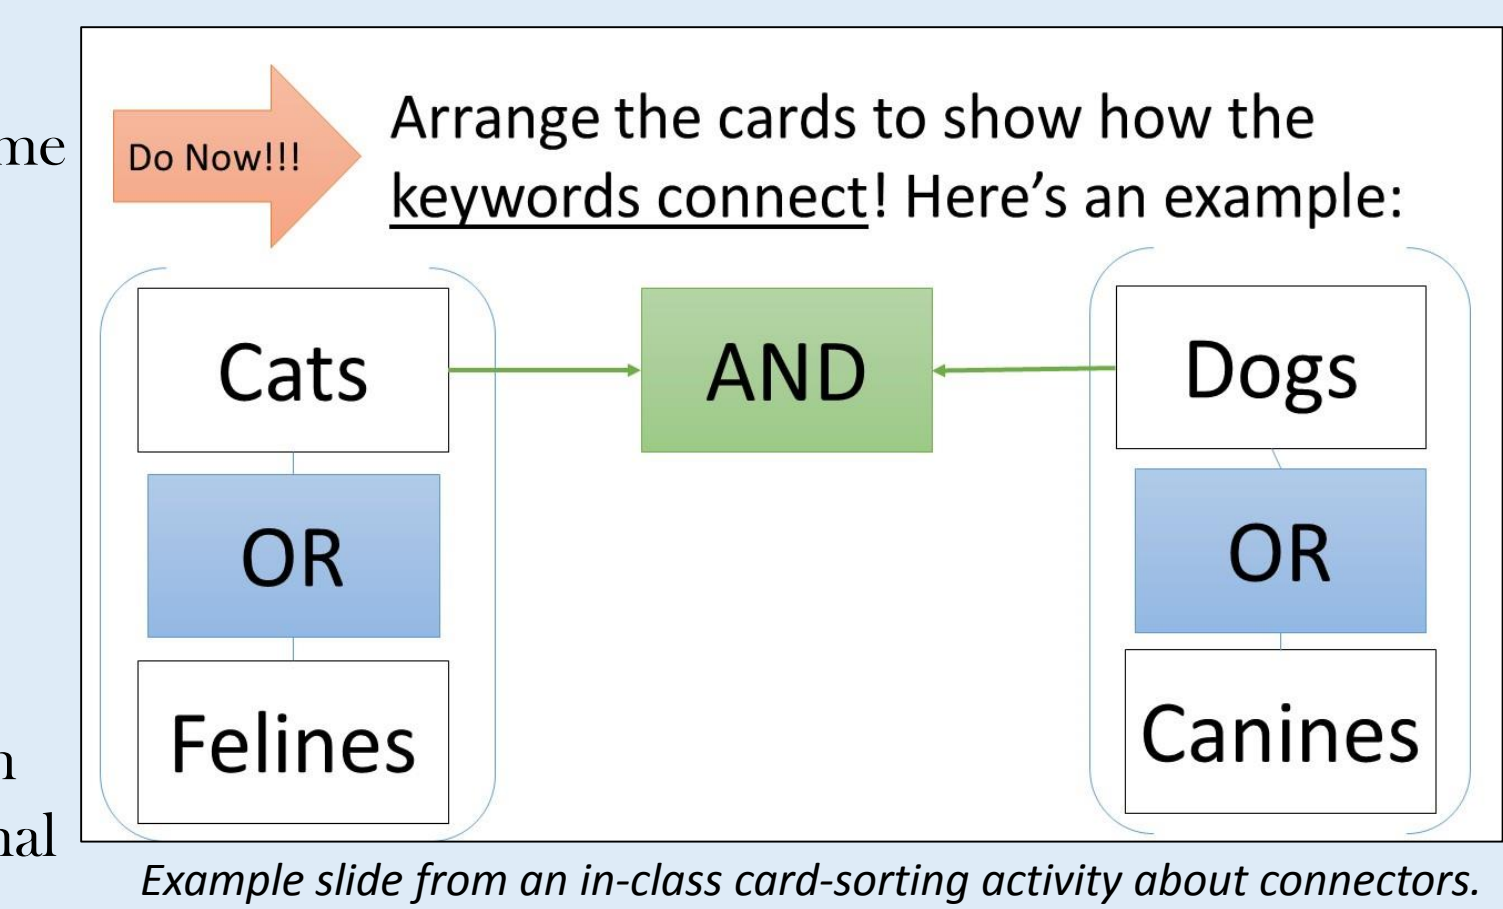 Do Now!!!
Arrange the cards to show how the
keywords connect! Here's an example:
Cats
OR
Felines
AND
Dogs
OR
Canines
Example slide from an in-class card-sorting activity about connectors.